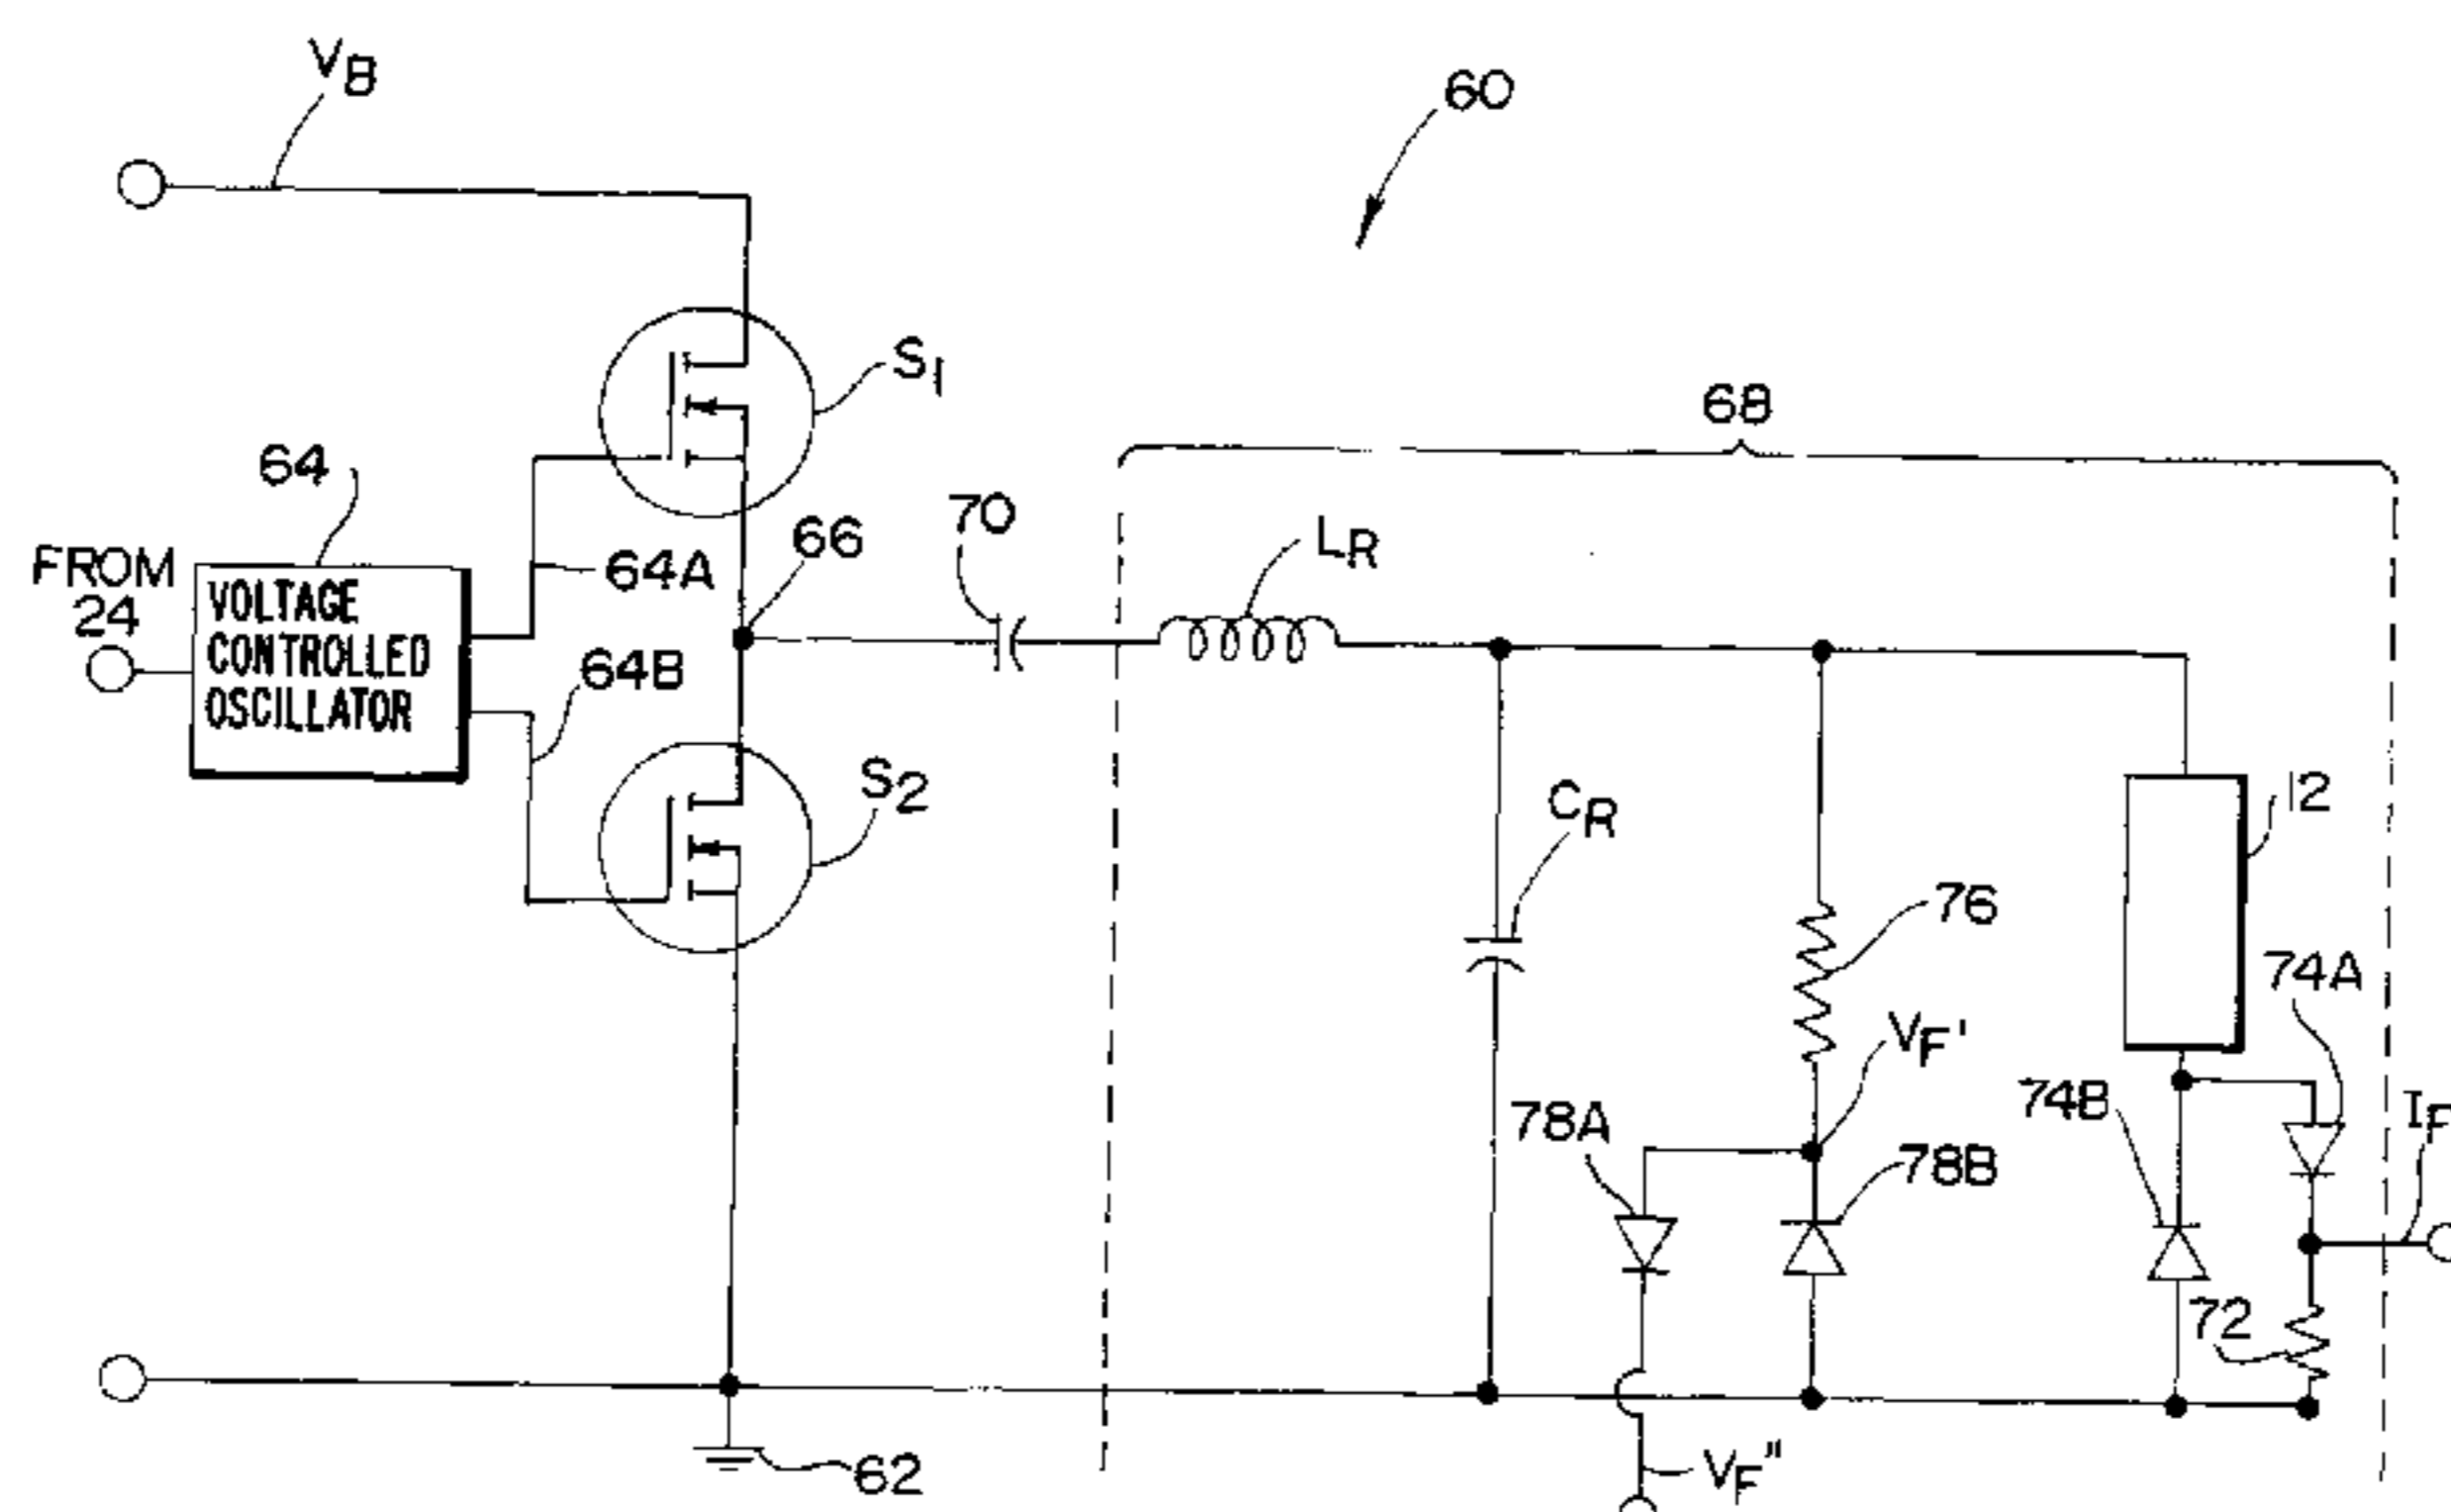 V8
60
S1
68
64
70
66
LR
FROM
24
64A
VOLTAGE
CONTROLLED
OSCILLATOR
64B
S2
CR
12
76
74A
VF'
78A
74B
IF
78B
72
62
VF"